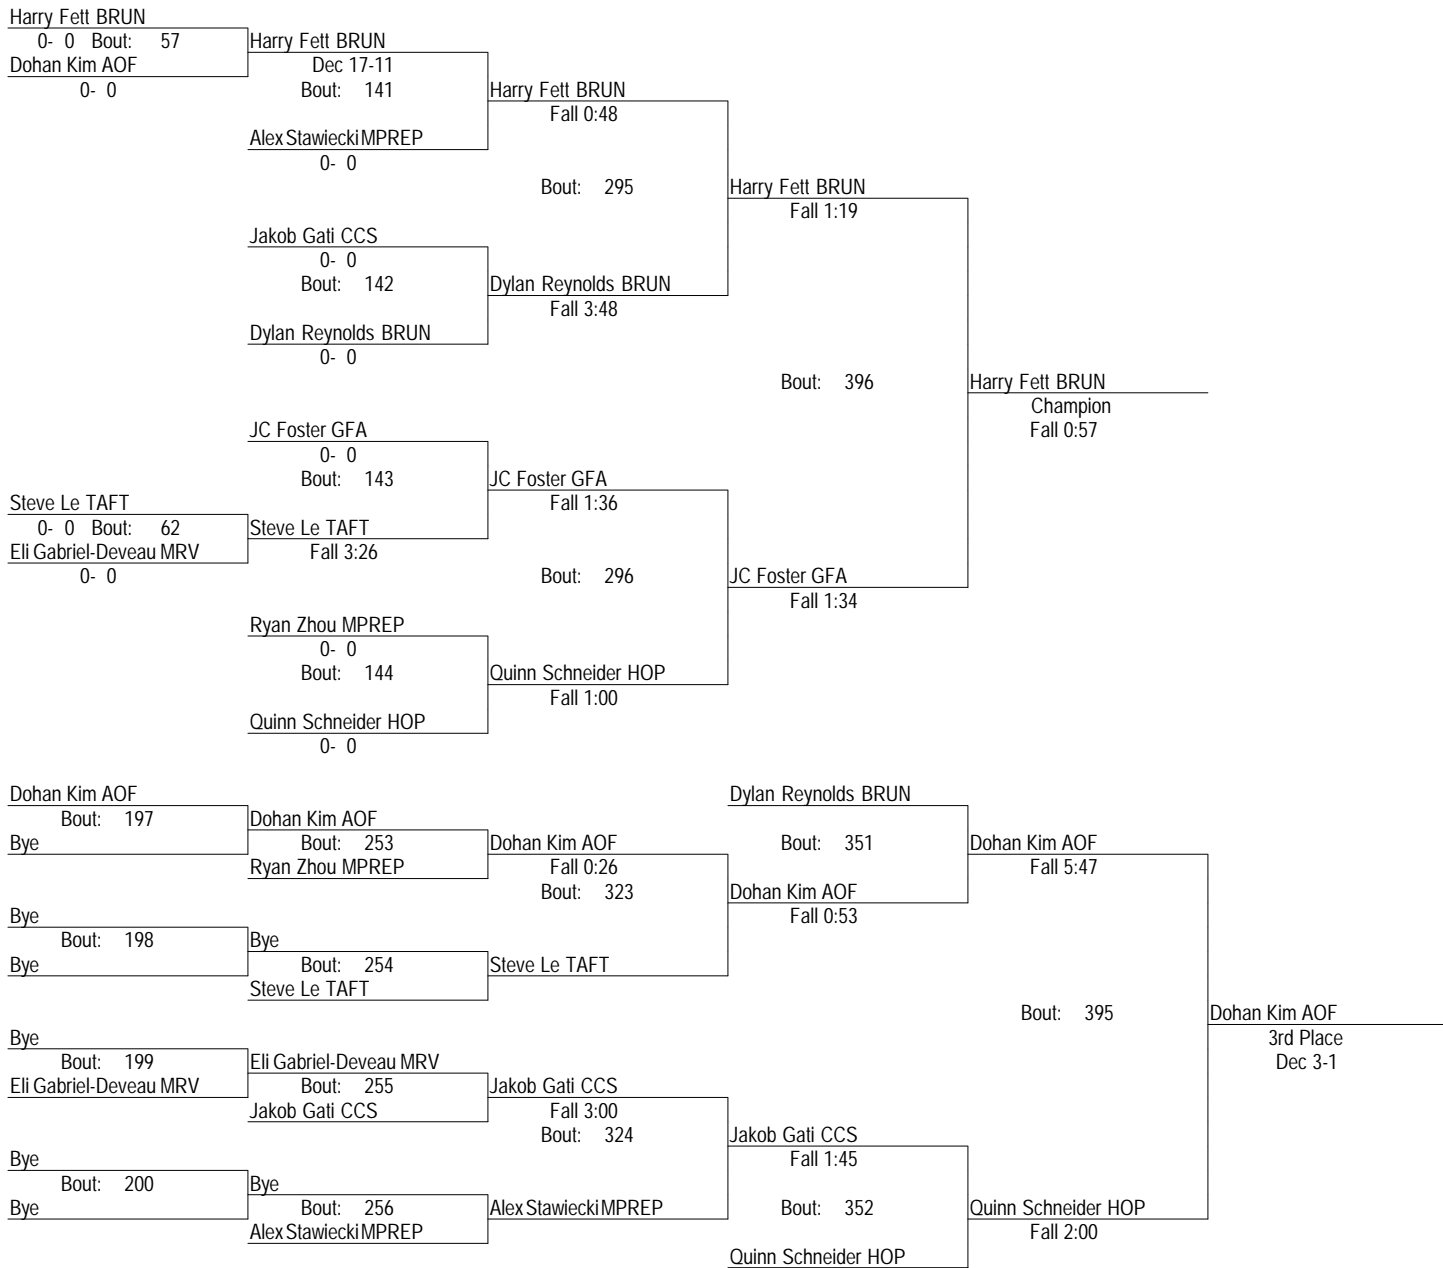 Harry Fett BRUN
0- 0 Bout: 57
Harry Fett BRUN
Dohan Kim AOF
Dec 17-11
0- 0
Bout: 141
Harry Fett BRUN
Fall 0:48
Alex Stawiecki MPREP
0- 0
Bout: 295
Harry Fett BRUN
Fall 1:19
Jakob Gati CCS
0- 0
Bout: 142
Dylan Reynolds BRUN
Fall 3:48
Dylan Reynolds BRUN
0- 0
Bout: 396
Harry Fett BRUN
Champion
Fall 0:57
JC Foster GFA
0- 0
Bout: 143
JC Foster GFA
Fall 1:36
Steve Le TAFT
0- 0 Bout: 62
Steve Le TAFT
Eli Gabriel-Deveau MRV
Fall 3:26
0- 0
Bout: 296
JC Foster GFA
Fall 1:34
Ryan Zhou MPREP
0- 0
Bout: 144
Quinn Schneider HOP
Fall 1:00
Quinn Schneider HOP
0- 0
Dohan Kim AOF
Dylan Reynolds BRUN
Bout: 197
Dohan Kim AOF
Bye
Bout: 253
Dohan Kim AOF
Bout: 351
Dohan Kim AOF
Ryan Zhou MPREP
Fall 0:26
Fall 5:47
Bout: 323
Dohan Kim AOF
Fall 0:53
Bye
Bout: 198
Bye
Bye
Bout: 254
Steve Le TAFT
Steve Le TAFT
Bout: 395
Dohan Kim AOF
3rd Place
Dec 3-1
Bye
Bout: 199
Eli Gabriel-Deveau MRV
Eli Gabriel-Deveau MRV
Bout: 255
Jakob Gati CCS
Jakob Gati CCS
Fall 3:00
Bout: 324
Jakob Gati CCS
Fall 1:45
Bye
Bout: 200
Bye
Bye
Bout: 256
Alex Stawiecki MPREP
Bout: 352
Quinn Schneider HOP
Alex Stawiecki MPREP
Fall 2:00
Quinn Schneider HOP